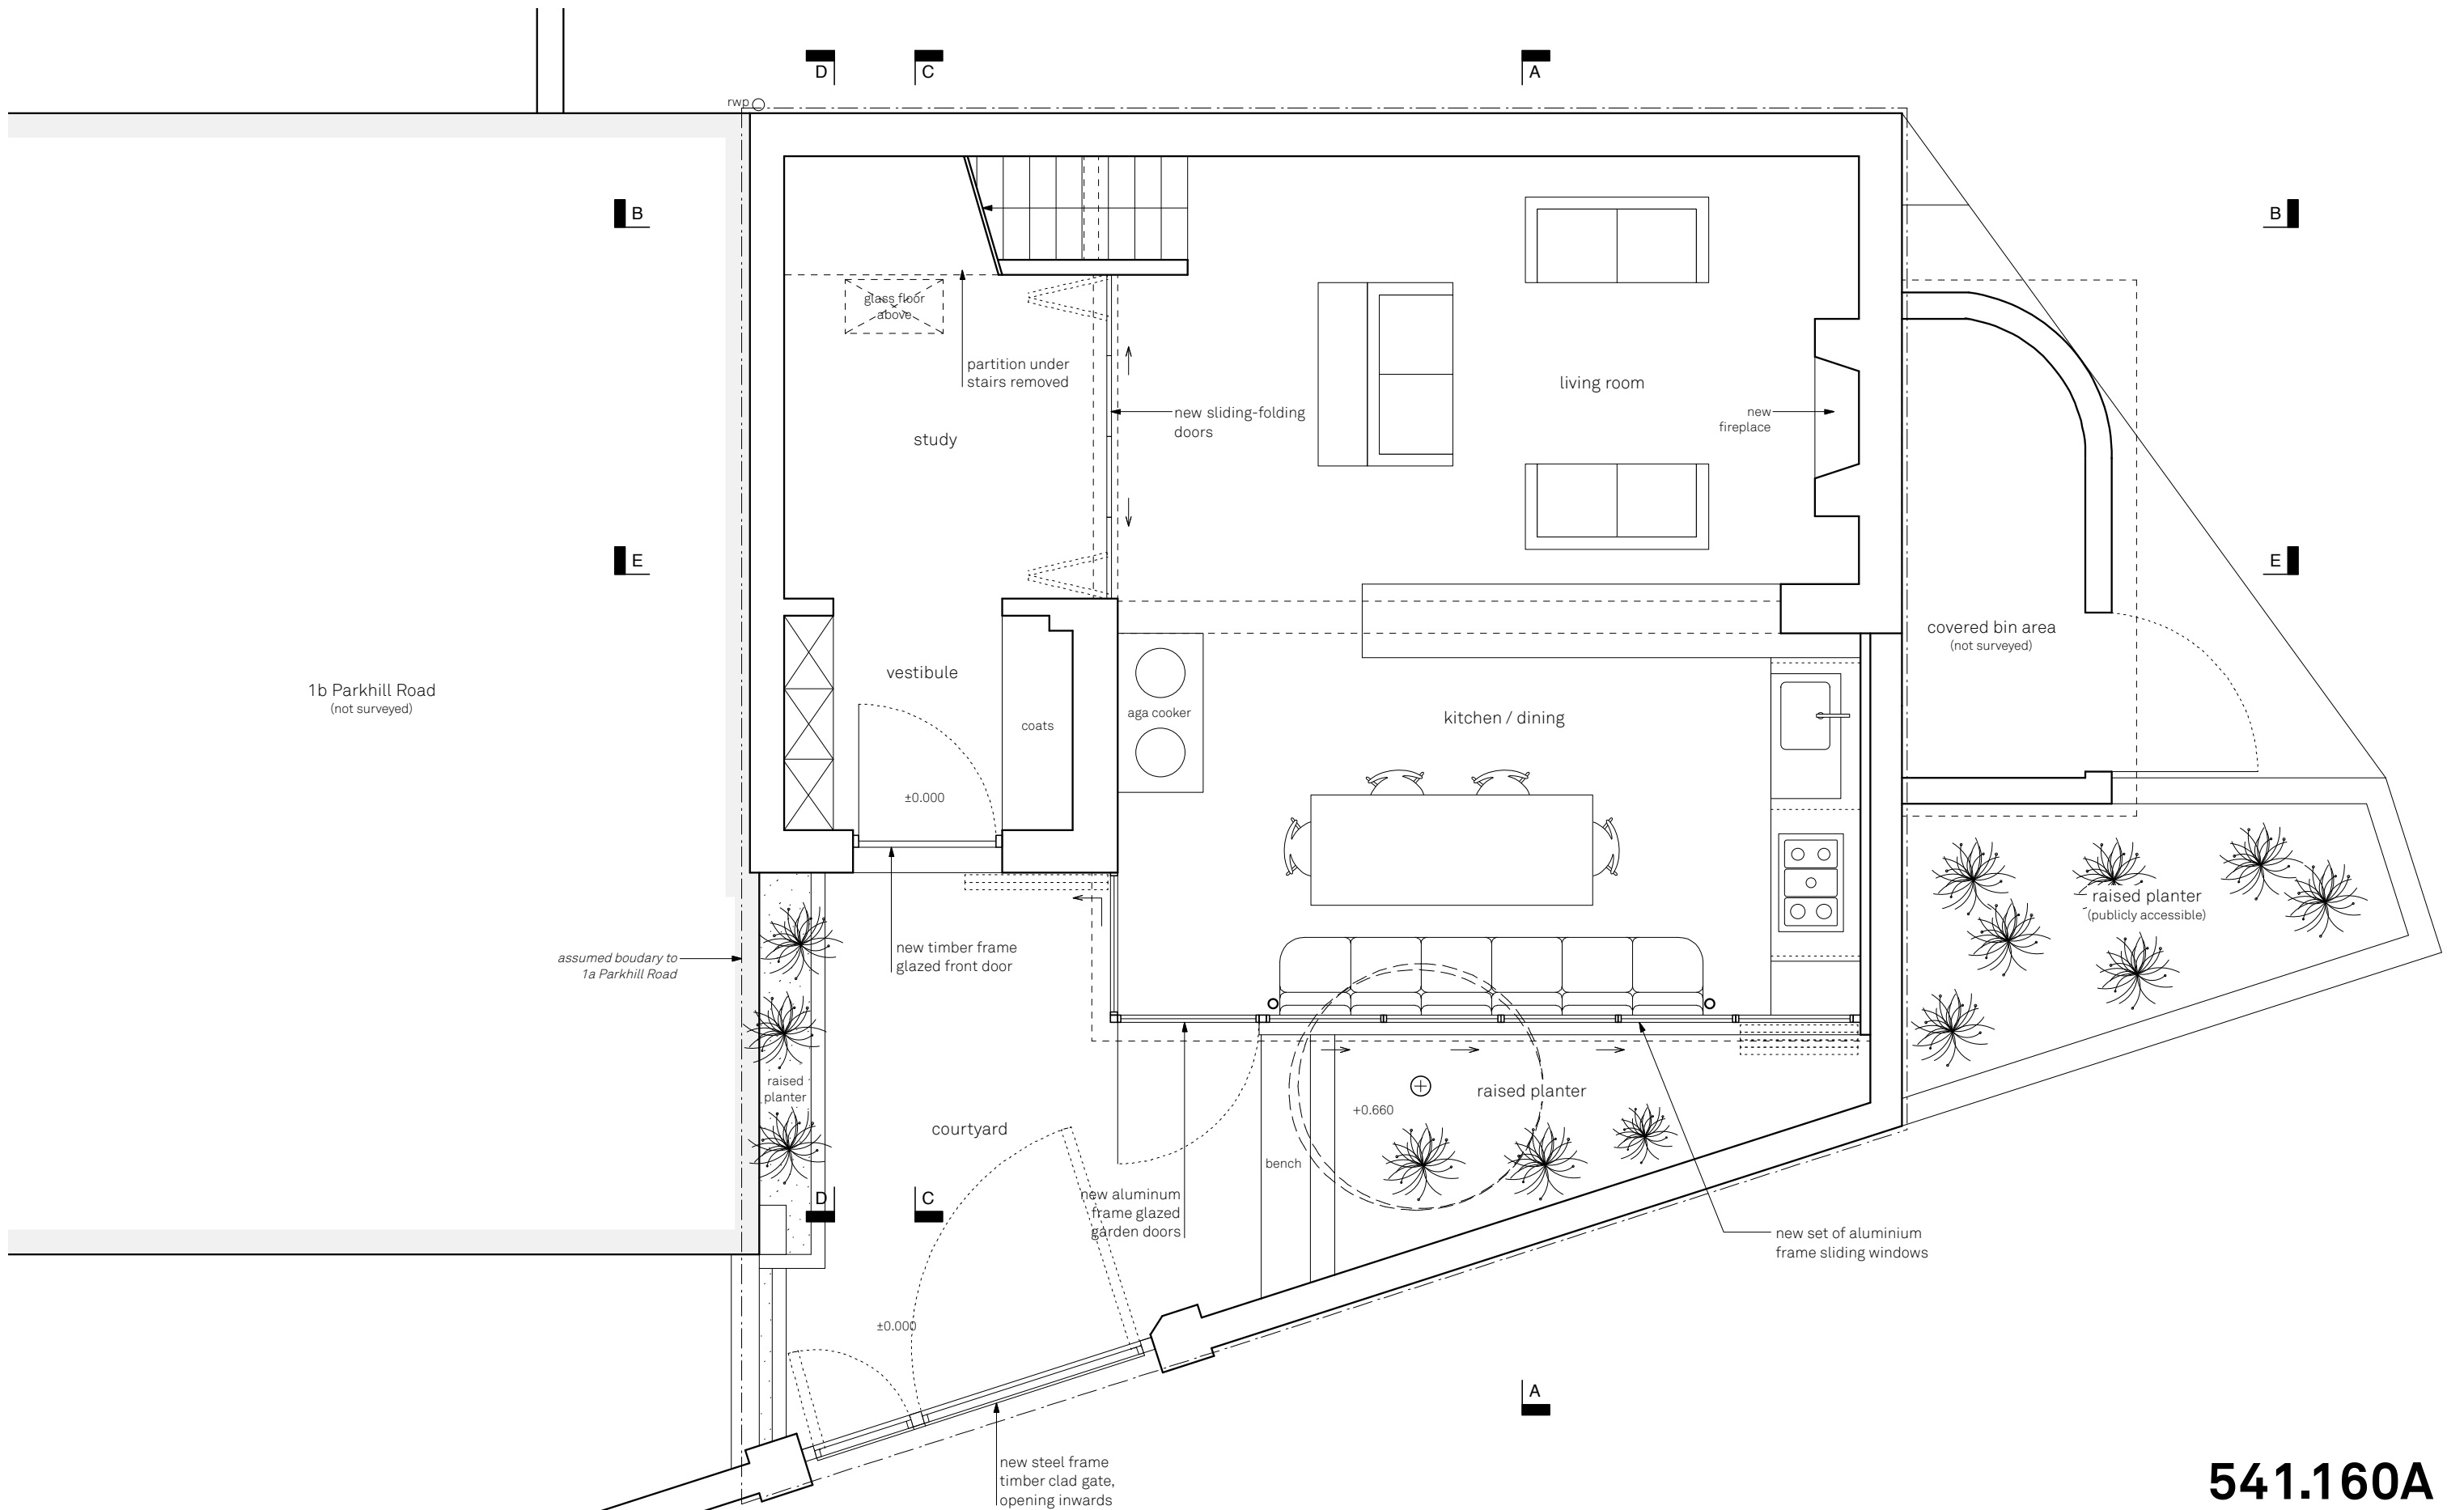 D
C
A
rwp
B
B
glass floor
above
partition under
stairs removed
living room
new sliding-folding
doors
new
fireplace
study
E
E
covered bin area
(not surveyed)
vestibule
1b Parkhill Road
(not surveyed)
coats
aga cooker
kitchen / dining
±0.000
raised planter
(publicly accessible)
new timber frame
glazed front door
assumed boudary to
1a Parkhill Road
raised
planter
raised planter
+0.660
courtyard
bench
D
C
new aluminum
frame glazed
garden doors
new set of aluminium
frame sliding windows
±0.000
A
new steel frame
timber clad gate,
opening inwards
541.160A